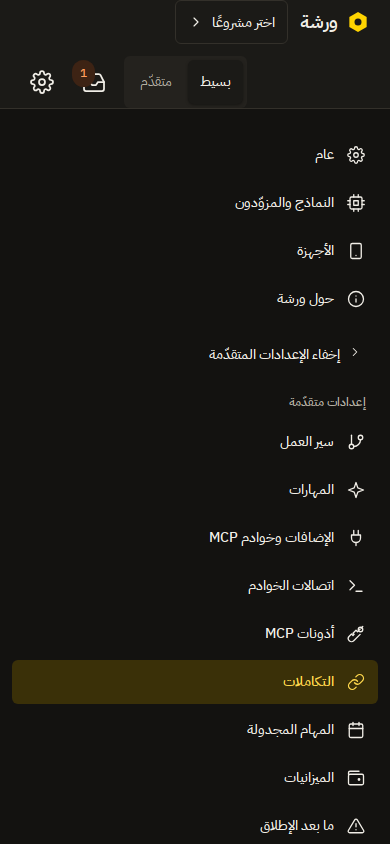 ورشة
اختر مشروعًا
بسيط
متقدّم
1
عام
النماذج والمزوّدون
الأجهزة
حول ورشة
إخفاء الإعدادات المتقدّمة
إعدادات متقدّمة
سير العمل
المهارات
الإضافات وخوادم MCP
اتصالات الخوادم
أذونات MCP
التكاملات
المهام المجدولة
الميزانيات
ما بعد الإطلاق